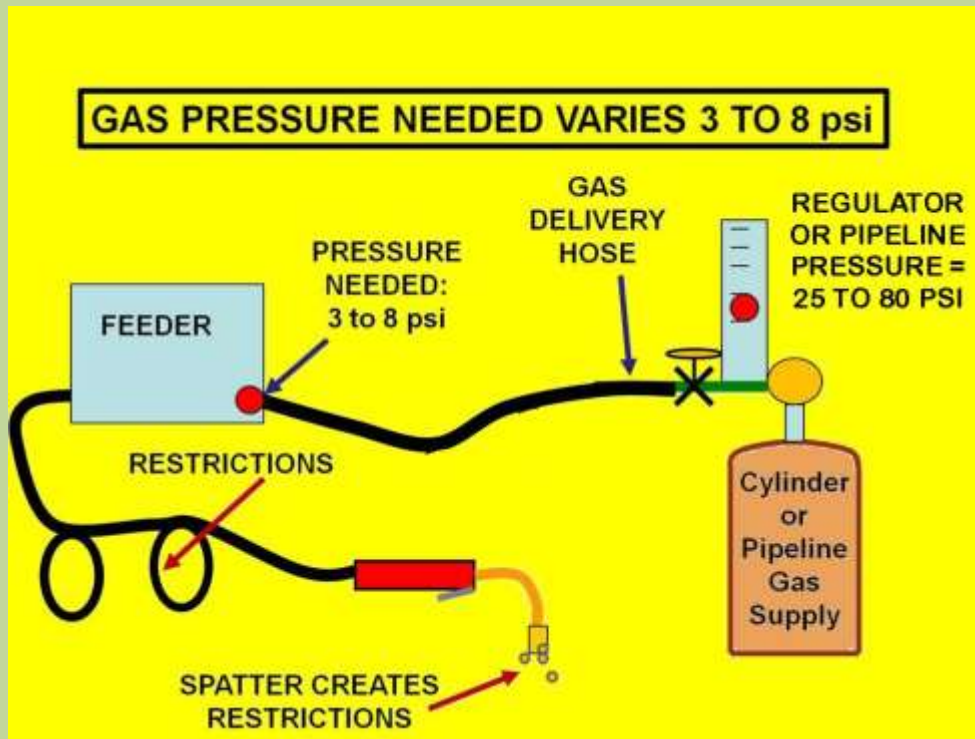 GAS PRESSURE NEEDED VARIES 3 TO 8 psi
GAS
DELIVERY
HOSE
REGULATOR
OR PIPELINE
PRESSURE =
25 TO 80 PSI
PRESSURE
NEEDED:
3 to 8 psi
FEEDER
RESTRICTIONS
Cylinder
or
Pipeline
Gas
Supply
SPATTER CREATES
RESTRICTIONS